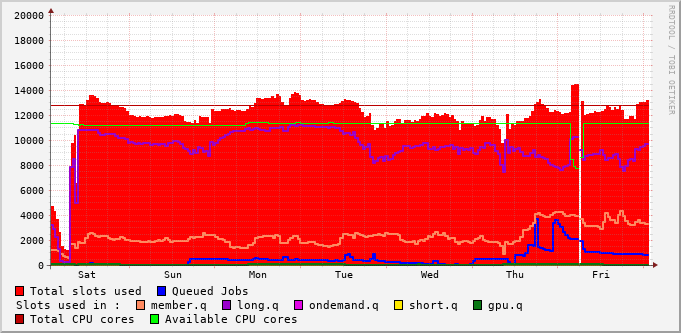 20000
18000
16000
14000
12000
10000
8000
6000
4000
2000
0
Sat Sun Mon Tue Wed Thu Fri
RRDTOOL / TOBI OETIKER
Total slots used Queued Jobs
Slots used in : member.q long.q ondemand.q short.q gpu.q
Total CPU cores Available CPU cores